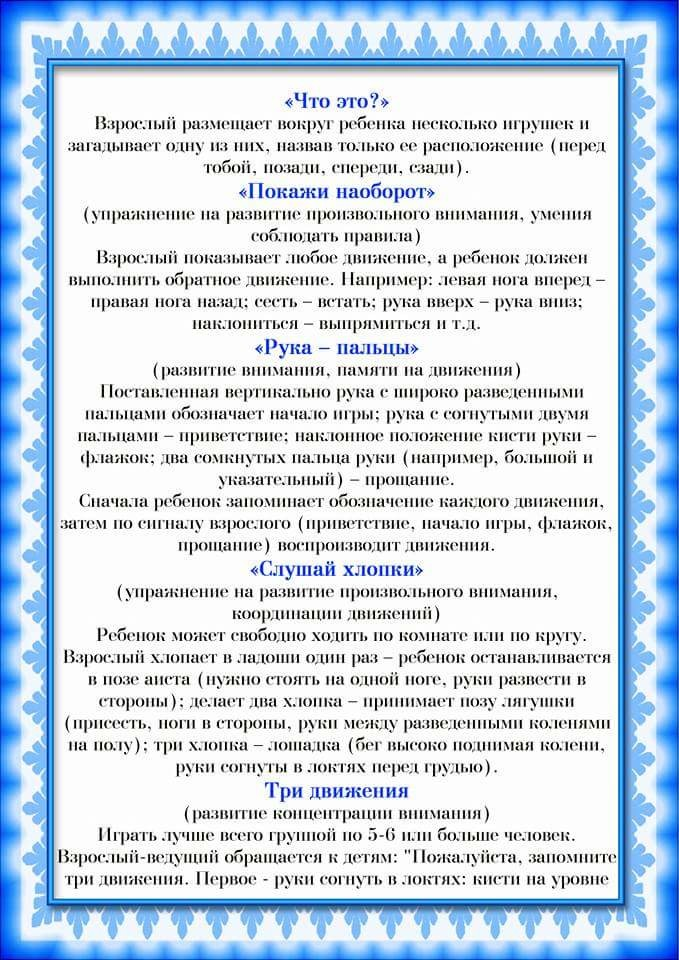 «Что это?»
Взрослый размещает вокруг ребенка несколько игрушек и
загадывает одну из них, назвав только ее расположение (перед
тобой, позади, спереди, сзади).
«Покажи наоборот»
(упражнение на развитие произвольного внимания, умения
соблюдать правила)
Взрослый показывает любое движение, а ребенок должен
выполнить обратное движение. Например: левая нога вперед –
правая нога назад; сесть – встать; рука вверх – рука вниз;
наклониться – выпрямиться и т.д.
«Рука – пальцы»
(развитие внимания, памяти на движения)
Поставленная вертикально рука с широко разведенными
пальцами обозначает начало игры; рука с согнутыми двумя
пальцами – приветствие; наклонное положение кисти руки –
флажок; два сомкнутых пальца руки (например, большой и
указательный) – прощание.
Сначала ребенок запоминает обозначение каждого движения,
затем по сигналу взрослого (приветствие, начало игры, флажок,
прощание) воспроизводит движения.
«Слушай хлопки»
(упражнение на развитие произвольного внимания,
координации движений)
Ребенок может свободно ходить по комнате или по кругу.
Взрослый хлопает в ладоши один раз – ребенок останавливается
в позе аиста (нужно стоять на одной ноге, руки развести в
стороны); делает два хлопка – принимает позу лягушки
(присесть, ноги в стороны, руки между разведенными коленями
на полу); три хлопка – лошадка (бег высоко поднимая колени,
руки согнуты в локтях перед грудью).
Три движения
(развитие концентрации внимания)
Играть лучше всего группой по 5-6 или больше человек.
Взрослый-ведущий обращается к детям: "Пожалуйста, запомните
три движения. Первое - руки согнуть в локтях: кисти на уровне